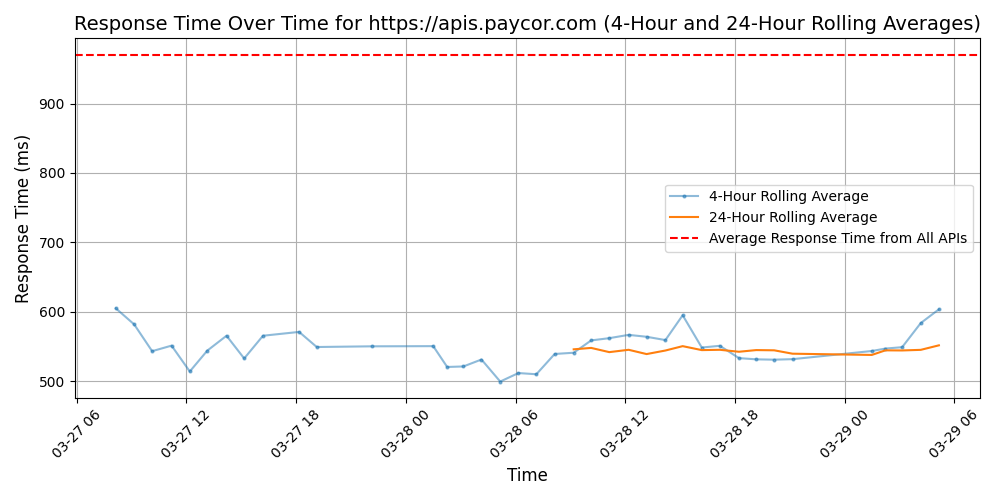 Response Time Over Time for https://apis.paycor.com (4-Hour and 24-Hour Rolling Averages)
Response Time (ms)
900
800
700
600
500
4-Hour Rolling Average
24-Hour Rolling Average
Average Response Time from All APIs
03-27 06
03-27 12
03-27 18
03-28 00
03-28 06
03-28 12
03-28 18
03-29 00
03-29 06
Time